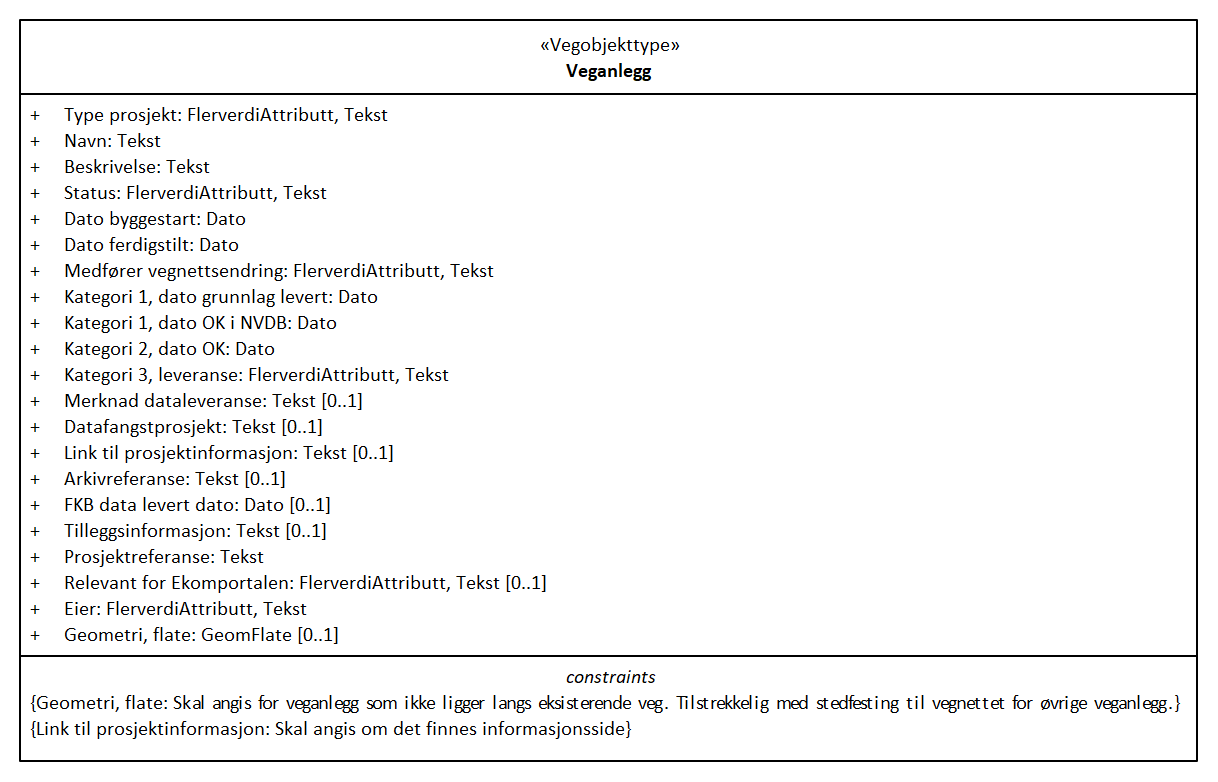 «Vegobjekttype»
Veganlegg
+ Type prosjekt: FlerverdiAttributt, Tekst
+ Navn: Tekst
+ Beskrivelse: Tekst
+ Status: FlerverdiAttributt, Tekst
+ Dato byggestart: Dato
+ Dato ferdigstilt: Dato
+ Medfører vegnettsendring: FlerverdiAttributt, Tekst
+ Kategori 1, dato grunnlag levert: Dato
+ Kategori 1, dato OK i NVDB: Dato
+ Kategori 2, dato OK: Dato
+ Kategori 3, leveranse: FlerverdiAttributt, Tekst
+ Merknad dataleveranse: Tekst [0..1]
+ Datafangstprosjekt: Tekst [0..1]
+ Link til prosjektinformasjon: Tekst [0..1]
+ Arkivreferanse: Tekst [0..1]
+ FKB data levert dato: Dato [0..1]
+ Tilleggsinformasjon: Tekst [0..1]
+ Prosjektreferanse: Tekst
+ Relevant for Ekomportalen: FlerverdiAttributt, Tekst [0..1]
+ Eier: FlerverdiAttributt, Tekst
+ Geometri, flate: GeomFlate [0..1]
constraints
{Geometri, flate: Skal angis for veganlegg som ikke ligger langs eksisterende veg. Tilstrekkelig med stedfesting til vegnettet for øvrige veganlegg.}
{Link til prosjektinformasjon: Skal angis om det finnes informasjonsside}